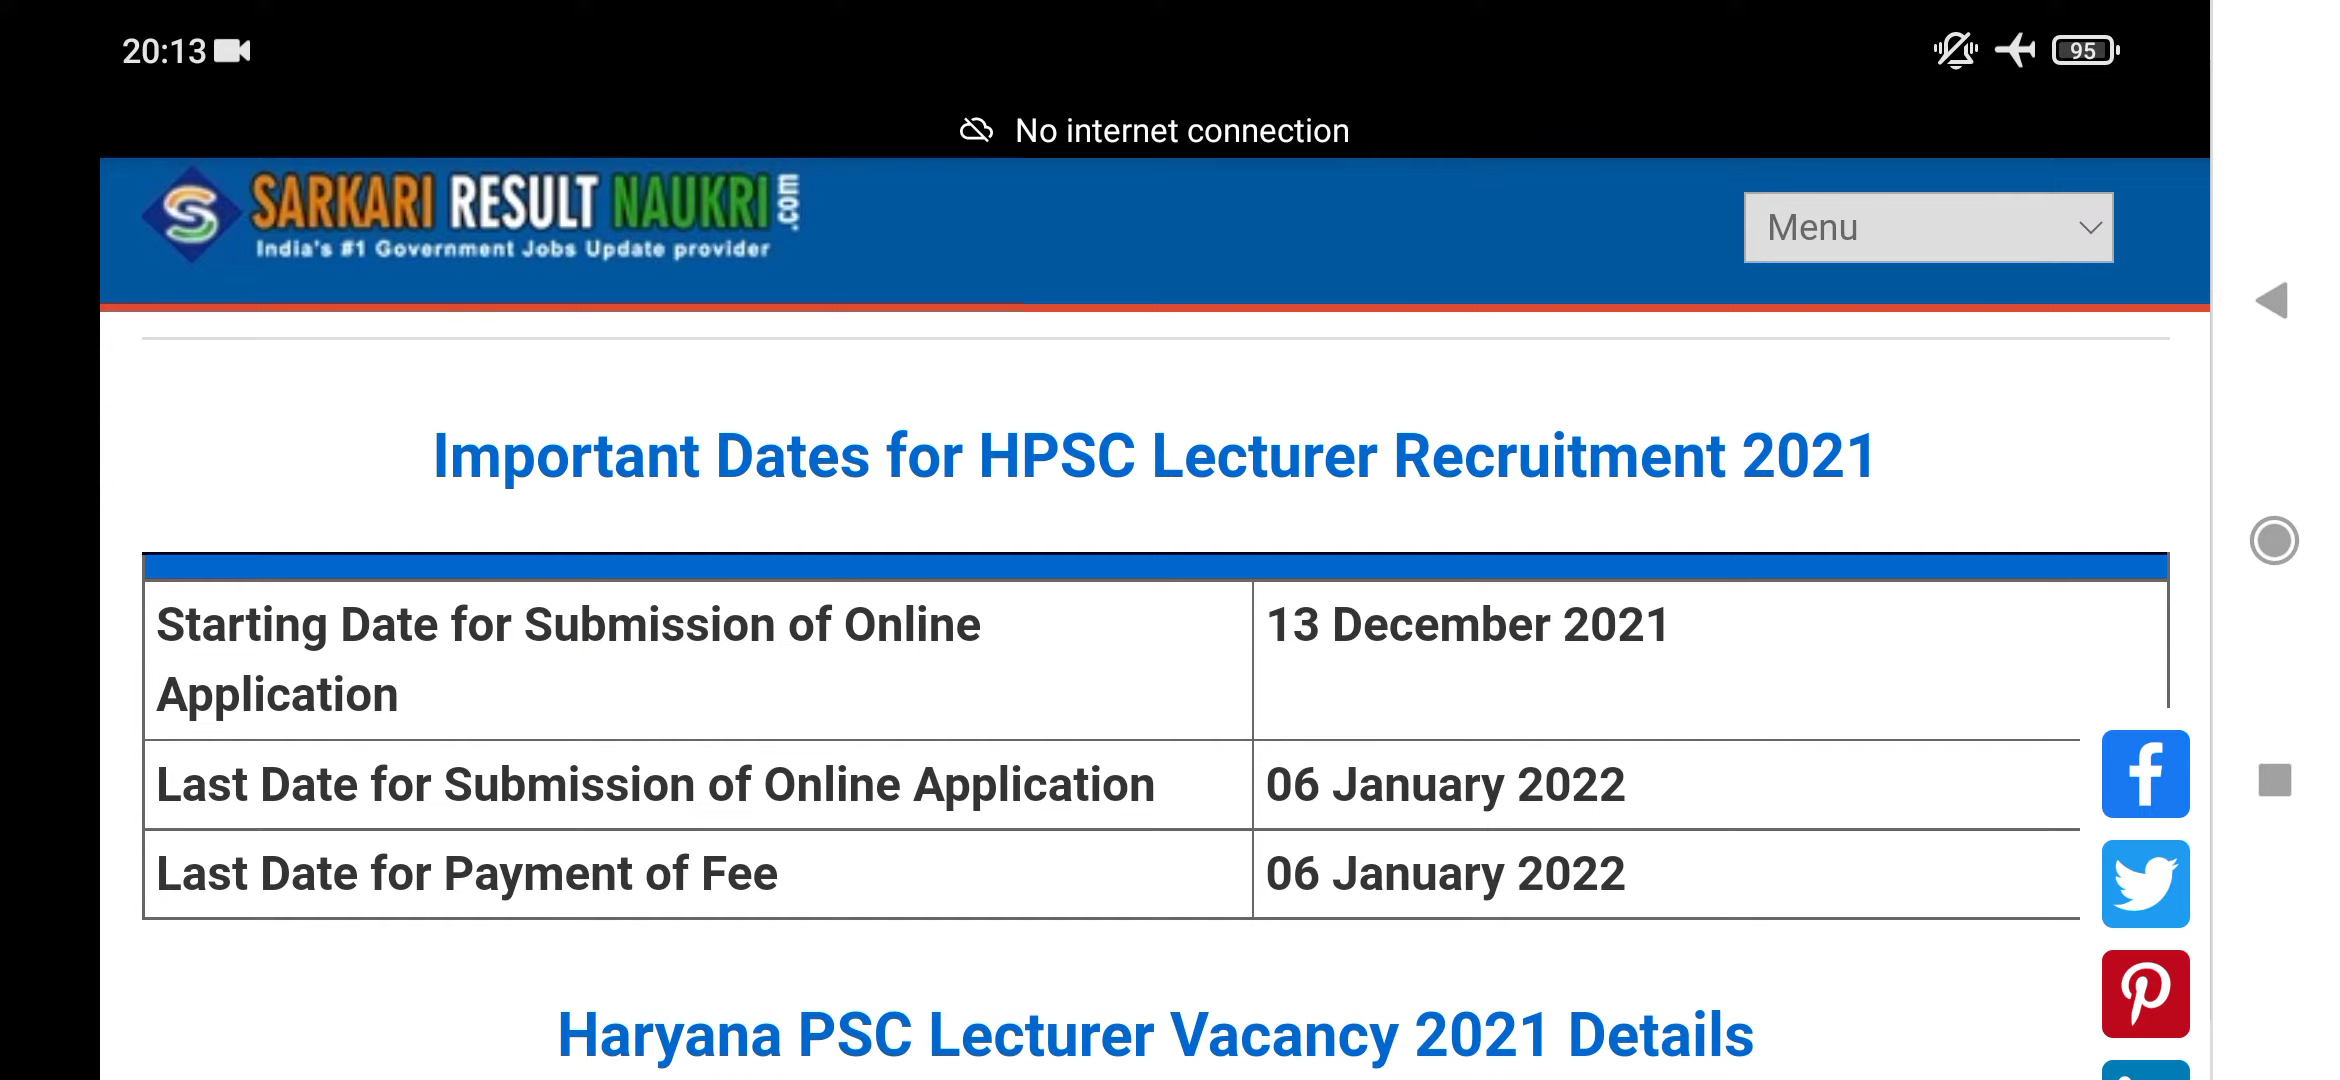 20:13
95
No internet connection
SARKARI RESULT NAUKRI .com
India's #1 Government Jobs Update provider
Menu
Important Dates for HPSC Lecturer Recruitment 2021
Starting Date for Submission of Online
Application
13 December 2021
Last Date for Submission of Online Application
06 January 2022
Last Date for Payment of Fee
06 January 2022
Haryana PSC Lecturer Vacancy 2021 Details